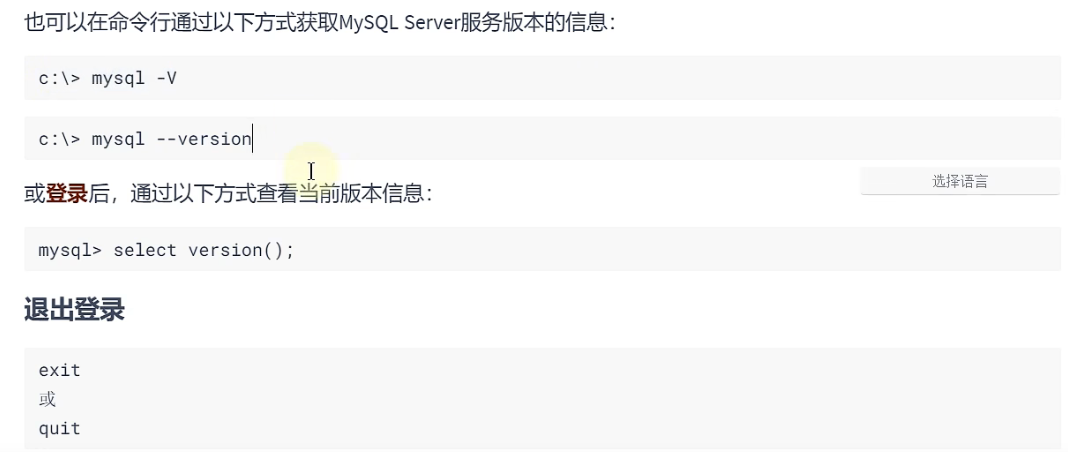 也可以在命令行通过以下方式获取MySQL Server服务版本的信息：
c:\> mysql -V
c:\> mysql --version
或登录后，通过以下方式查看当前版本信息：
选择语言
mysql> select version();
退出登录
exit
或
quit